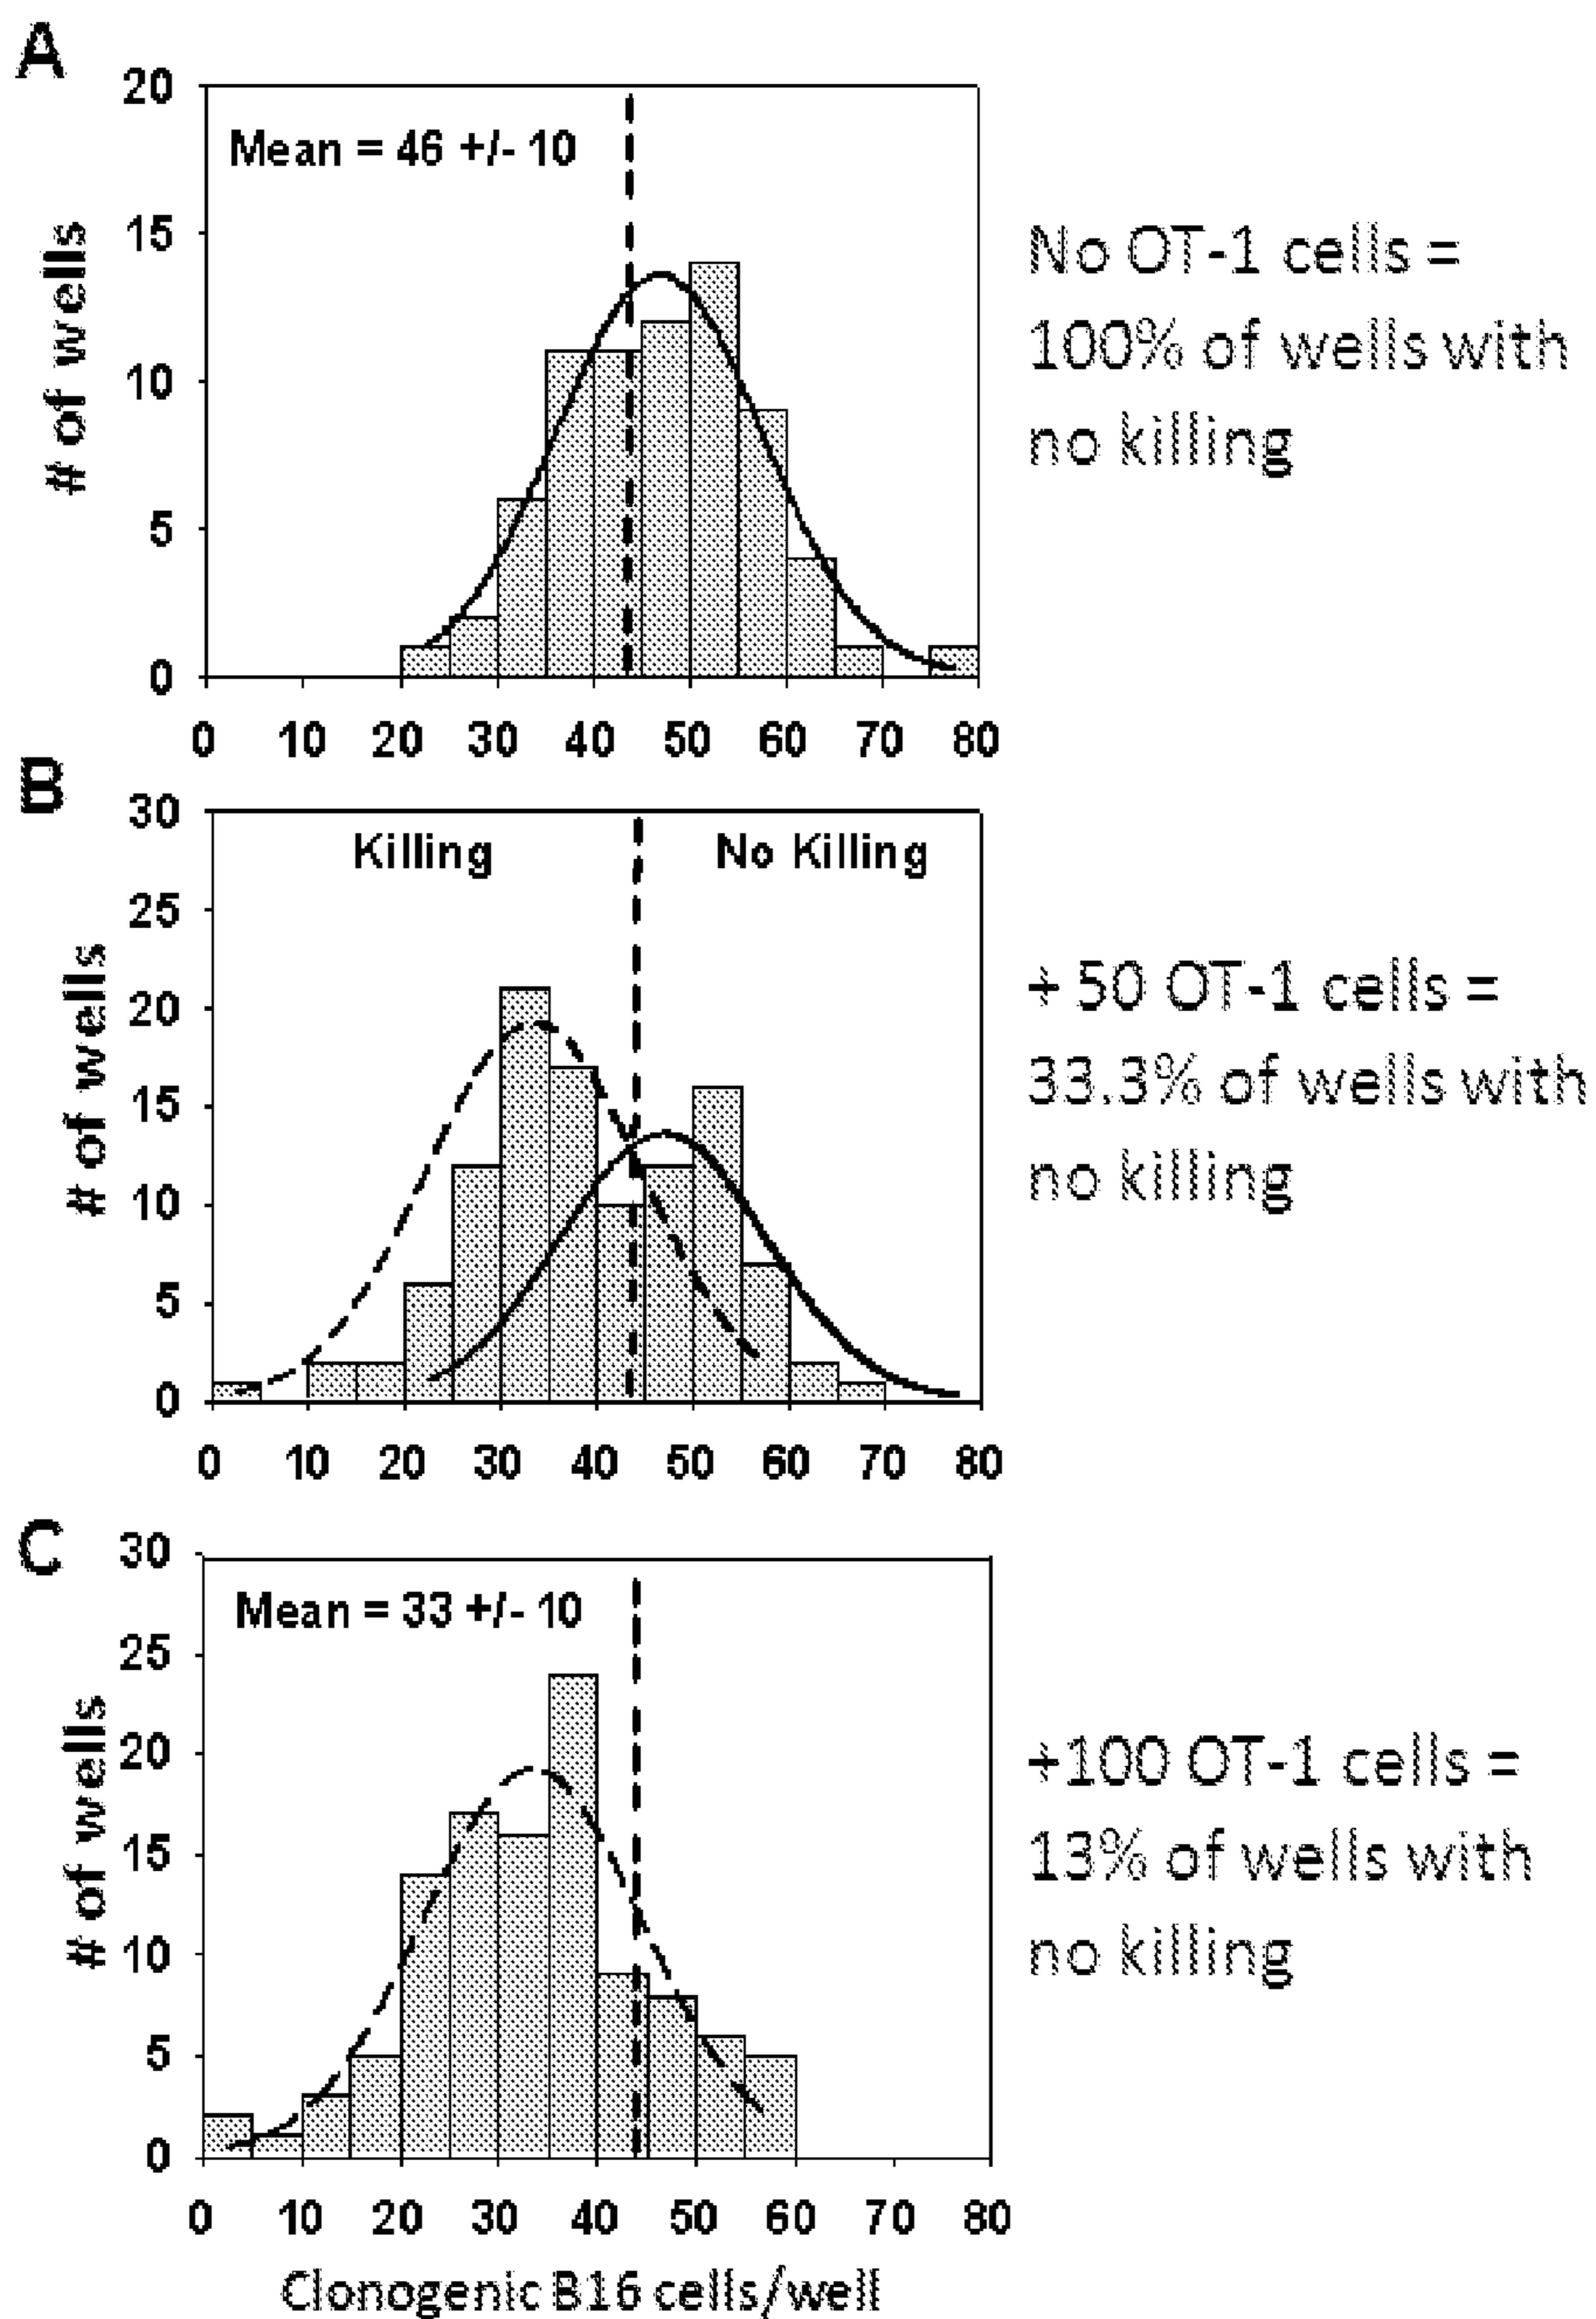 A
20
Mean = 46 +/- 10
15
10
5
0
# of wells
0 10 20 30 40 50 60 70 80
No OT-1 cells =
100% of wells with
no killing
B
30
Killing No Killing
25
20
15
10
5
0
# of wells
0 10 20 30 40 50 60 70 80
+ 50 OT-1 cells =
33.3% of wells with
no killing
C
30
Mean = 33 +/- 10
25
20
15
10
5
0
# of wells
0 10 20 30 40 50 60 70 80
Clonogenic B16 cells/well
+100 OT-1 cells =
13% of wells with
no killing